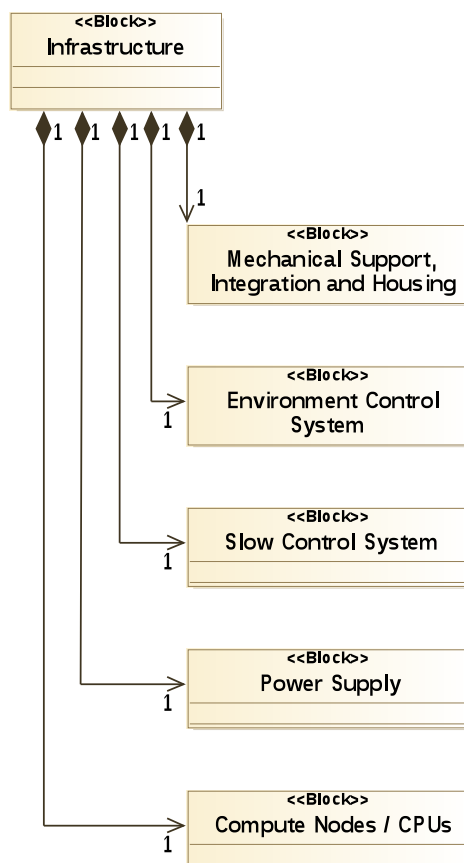 <<Block>>
Infrastructure
1 1 1 1 1
1
<<Block>>
Mechanical Support,
Integration and Housing
<<Block>>
Environment Control
System
1
<<Block>>
Slow Control System
1
<<Block>>
Power Supply
1
<<Block>>
Compute Nodes / CPUs
1